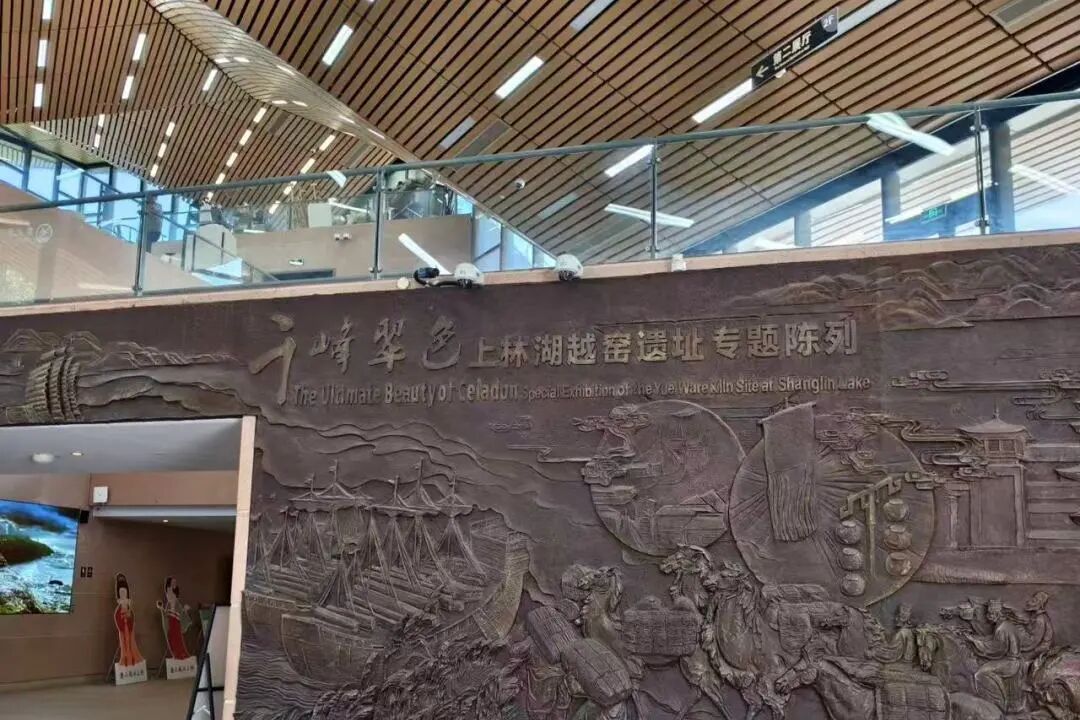 2F
第二展厅
千峰翠色 上林湖越窑遗址专题陈列
The Ultimate Beauty of Celadon Special Exhibition of the Yue Ware Kiln Site at Shanglin Lake